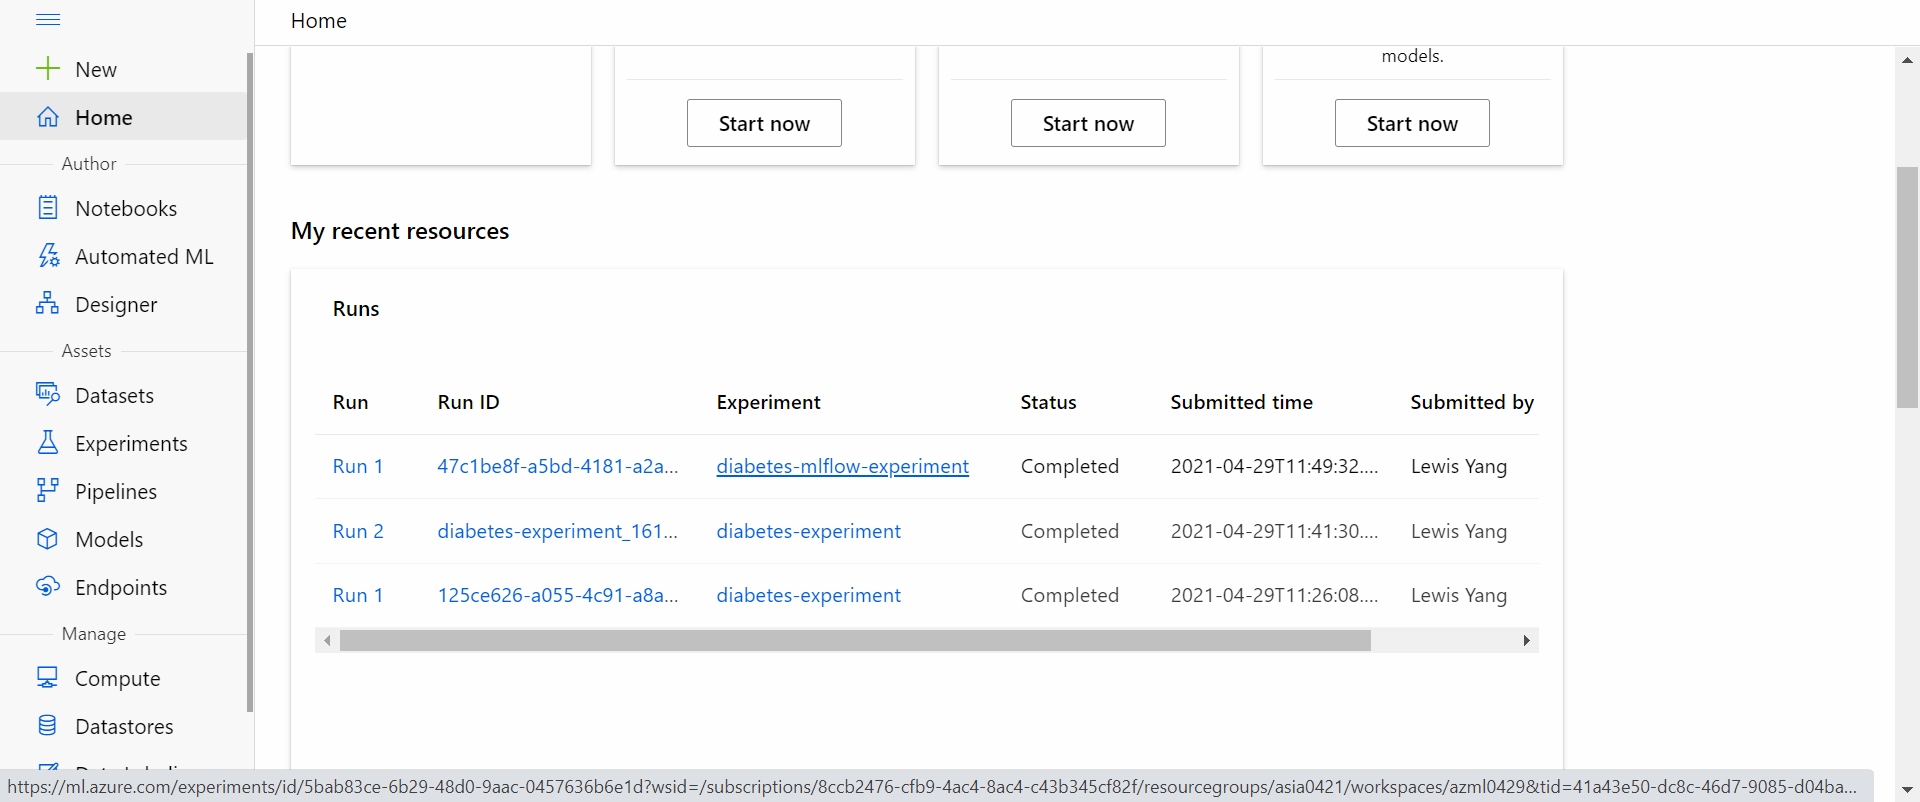 Home
New
Home
Author
Notebooks
Automated ML
Designer
Assets
Datasets
Experiments
Pipelines
Models
Endpoints
Manage
Compute
Datastores
models.
Start now Start now Start now
My recent resources
Runs
Run Run ID Experiment Status Submitted time Submitted by
Run 1 47c1be8f-a5bd-4181-a2a... diabetes-mlflow-experiment Completed 2021-04-29T11:49:32.... Lewis Yang
Run 2 diabetes-experiment_161... diabetes-experiment Completed 2021-04-29T11:41:30.... Lewis Yang
Run 1 125ce626-a055-4c91-a8a... diabetes-experiment Completed 2021-04-29T11:26:08.... Lewis Yang
https://ml.azure.com/experiments/id/5bab83ce-6b29-48d0-9aac-0457636b6e1d?wsid=/subscriptions/8ccb2476-cfb9-4ac4-8ac4-c43b345cf82f/resourcegroups/asia0421/workspaces/azml0429&tid=41a43e50-dc8c-46d7-9085-d04ba...